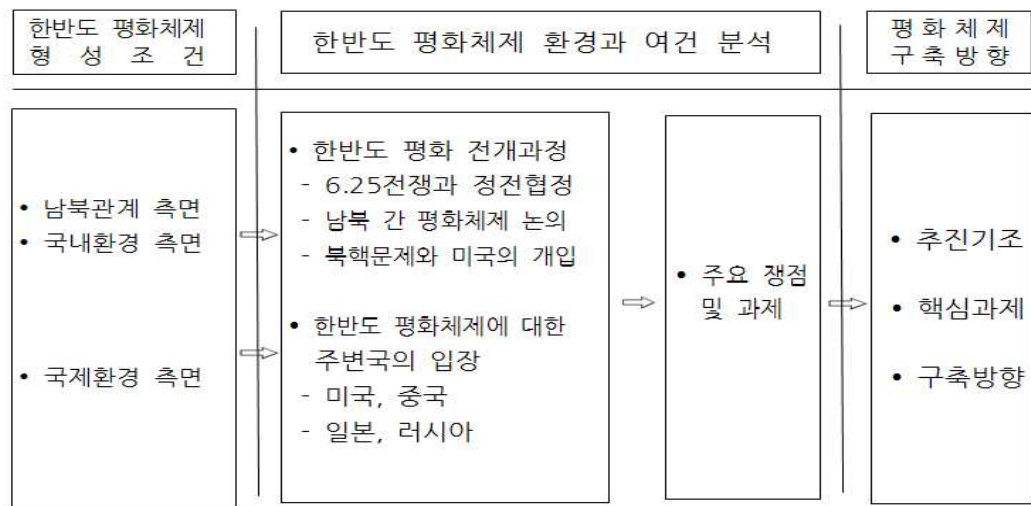 한반도 평화체제
형 성 조 건
한반도 평화체제 환경과 여건 분석
평 화 체 제
구 축 방 향
• 남북관계 측면
• 국내환경 측면
• 국제환경 측면
• 한반도 평화 전개과정
- 6.25전쟁과 정전협정
- 남북 간 평화체제 논의
- 북핵문제와 미국의 개입
• 한반도 평화체제에 대한
주변국의 입장
- 미국, 중국
- 일본, 러시아
• 주요 쟁점
및 과제
• 추진기조
• 핵심과제
• 구축방향